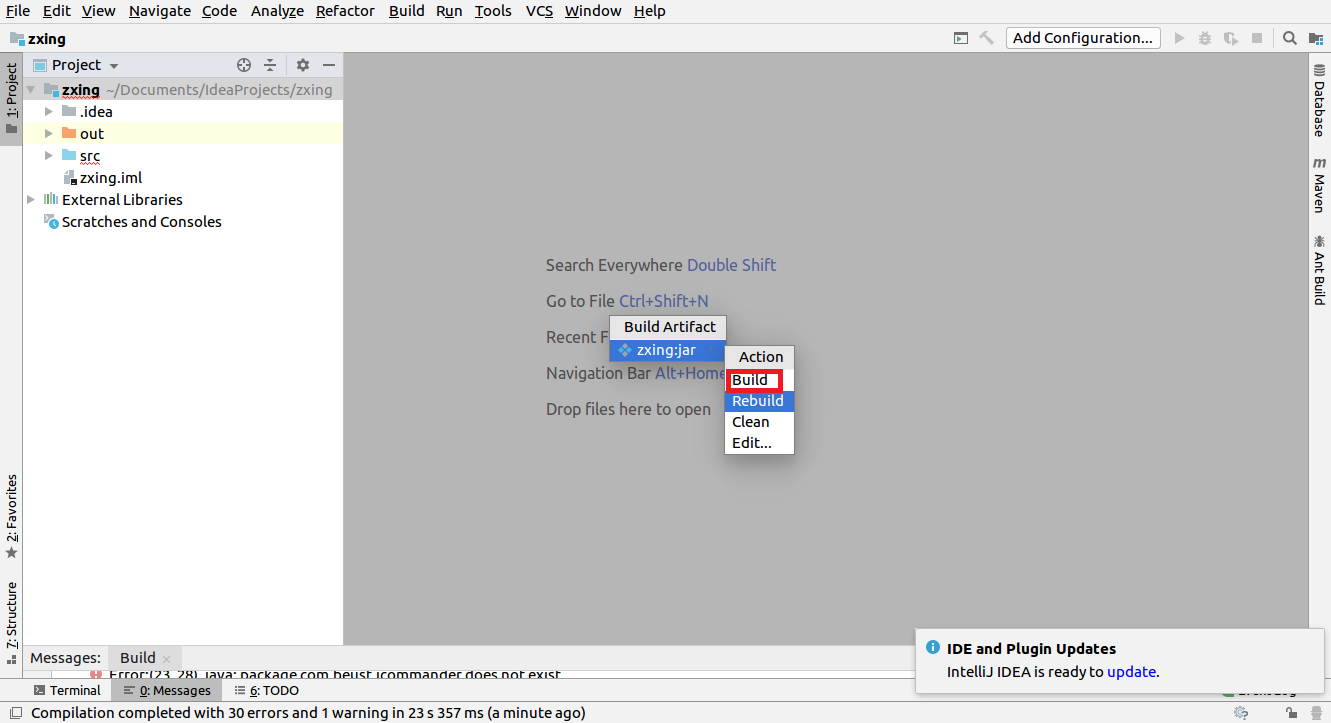 File Edit View Navigate Code Analyze Refactor Build Run Tools VCS Window Help
zxing
Add Configuration...
1: Project
Project
zxing ~/Documents/IdeaProjects/zxing
.idea
out
src
zxing.iml
External Libraries
Scratches and Consoles
Search Everywhere Double Shift
Go to File Ctrl+Shift+N
Recent F
Navigation Bar Alt+Home
Drop files here to open
Build Artifact
zxing:jar
Action
Build
Rebuild
Clean
Edit...
Database
m Maven
Ant Build
2: Favorites
7: Structure
Messages: Build
Error:(23, 28) java: package com.beust.jcommander does not exist
IDE and Plugin Updates
IntelliJ IDEA is ready to update.
Terminal 0: Messages 6: TODO
Event Log
Compilation completed with 30 errors and 1 warning in 23 s 357 ms (a minute ago)